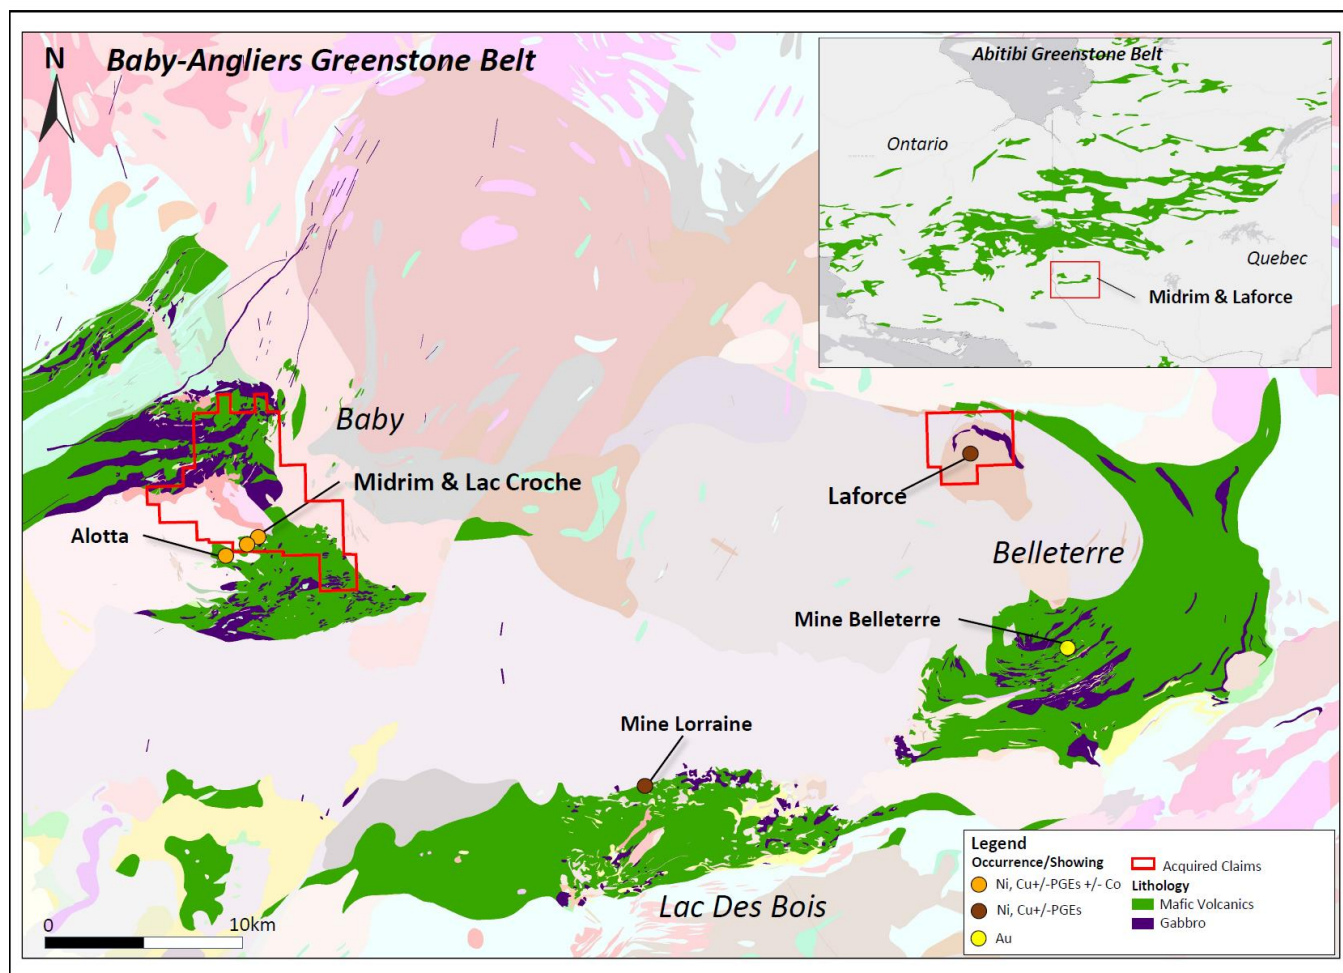 N
Baby-Angliers Greenstone Belt
Abitibi Greenstone Belt
Ontario
Quebec
Midrim & Laforce
Baby
Midrim & Lac Croche
Alotta
Laforce
Belleterre
Mine Belleterre
Mine Lorraine
Lac Des Bois
0 10km
Legend
Occurrence/Showing
Ni, Cu+/-PGEs +/- Co
Ni, Cu+/-PGEs
Au
Acquired Claims
Lithology
Mafic Volcanics
Gabbro